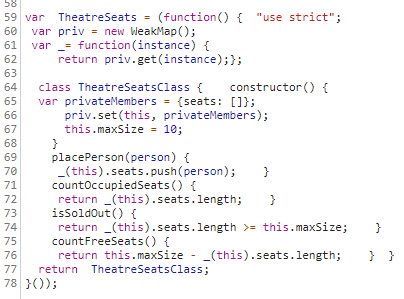 58
59 var  TheatreSeats = (function() {  "use strict";
60  var priv = new WeakMap();
61  var _= function(instance) {
62      return priv.get(instance);};
63
64   class TheatreSeatsClass {    constructor() {
65   var privateMembers = {seats: []};
66       priv.set(this, privateMembers);
67       this.maxSize = 10;
68     }
69     placePerson(person) {
70      _(this).seats.push(person);    }
71     countOccupiedSeats() {
72      return _(this).seats.length;    }
73     isSoldOut() {
74      return _(this).seats.length >= this.maxSize;    }
75     countFreeSeats() {
76      return this.maxSize - _(this).seats.length;    }  }
77   return  TheatreSeatsClass;
78 }());